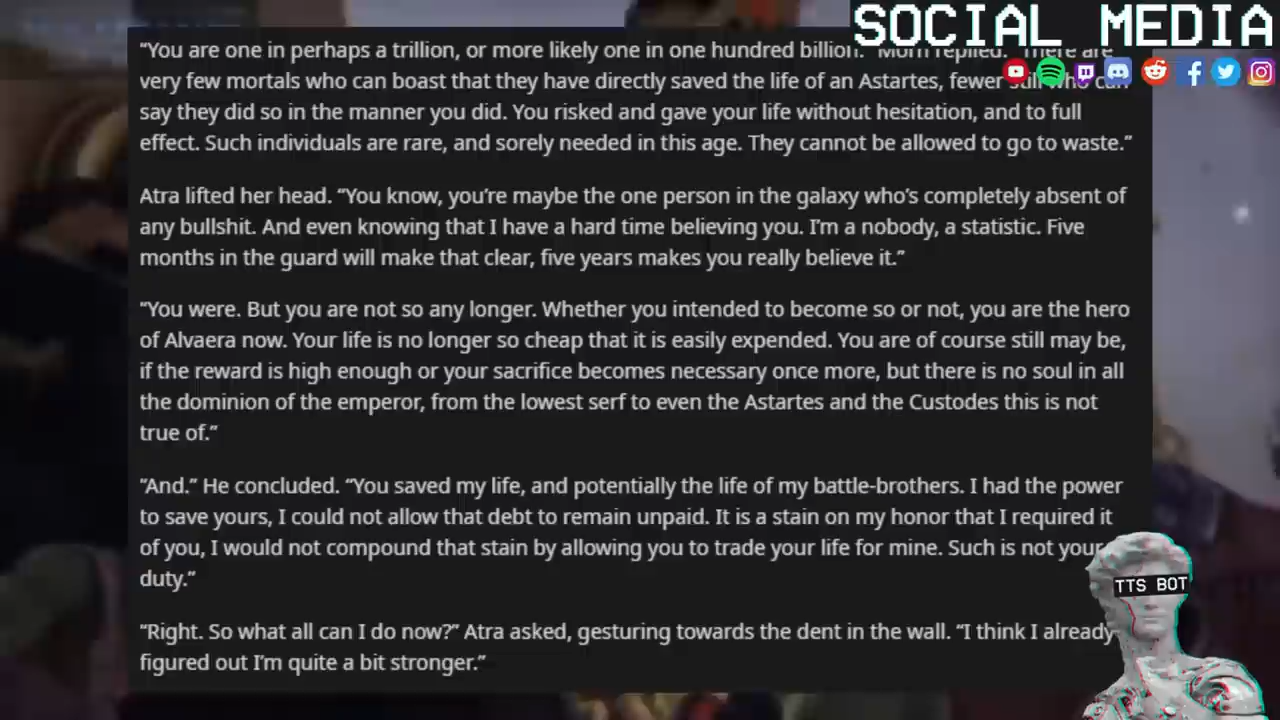 SOCIAL MEDIA
“You are one in perhaps a trillion, or more likely one in one hundred billion.” Morn replied. “There are
very few mortals who can boast that they have directly saved the life of an Astartes, fewer still who can
say they did so in the manner you did. You risked and gave your life without hesitation, and to full
effect. Such individuals are rare, and sorely needed in this age. They cannot be allowed to go to waste.”
Atra lifted her head. “You know, you’re maybe the one person in the galaxy who’s completely absent of
any bullshit. And even knowing that I have a hard time believing you. I’m a nobody, a statistic. Five
months in the guard will make that clear, five years makes you really believe it.”
“You were. But you are not so any longer. Whether you intended to become so or not, you are the hero
of Alvaera now. Your life is no longer so cheap that it is easily expended. You are of course still may be,
if the reward is high enough or your sacrifice becomes necessary once more, but there is no soul in all
the dominion of the emperor, from the lowest serf to even the Astartes and the Custodes this is not
true of.”
“And.” He concluded. “You saved my life, and potentially the life of my battle-brothers. I had the power
to save yours, I could not allow that debt to remain unpaid. It is a stain on my honor that I required it
of you, I would not compound that stain by allowing you to trade your life for mine. Such is not your
duty.”
“Right. So what all can I do now?” Atra asked, gesturing towards the dent in the wall. “I think I already
figured out I’m quite a bit stronger.”
TTS BOT